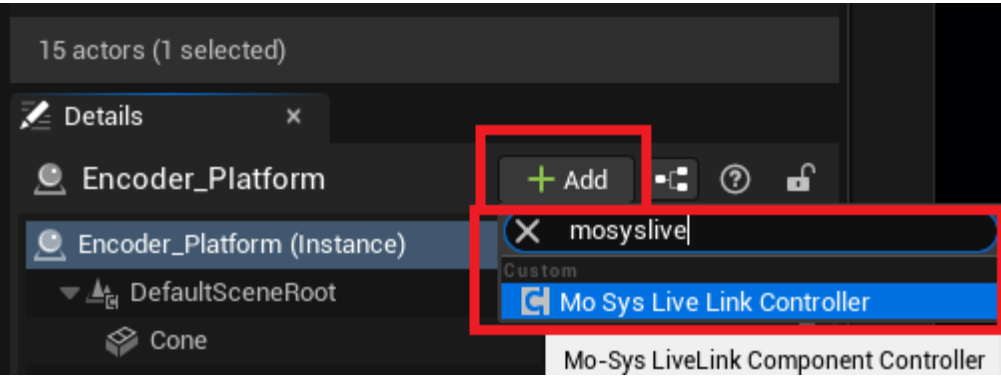 15 actors (1 selected)
Details
Encoder_Platform
+ Add
Encoder_Platform (Instance)
mosyslive
Custom
DefaultSceneRoot
Mo Sys Live Link Controller
Cone
Mo-Sys LiveLink Component Controller